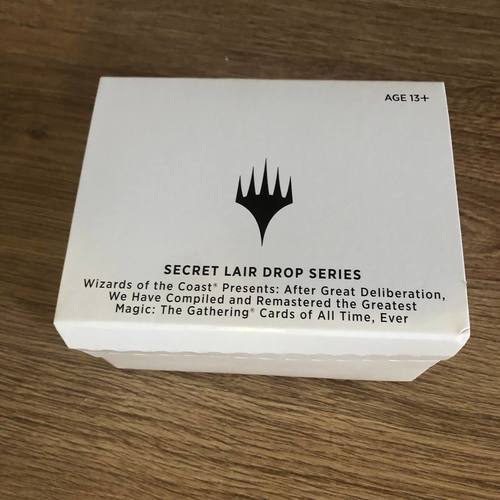 AGE 13+
SECRET LAIR DROP SERIES
Wizards of the Coast® Presents: After Great Deliberation,
We Have Compiled and Remastered the Greatest
Magic: The Gathering® Cards of All Time, Ever